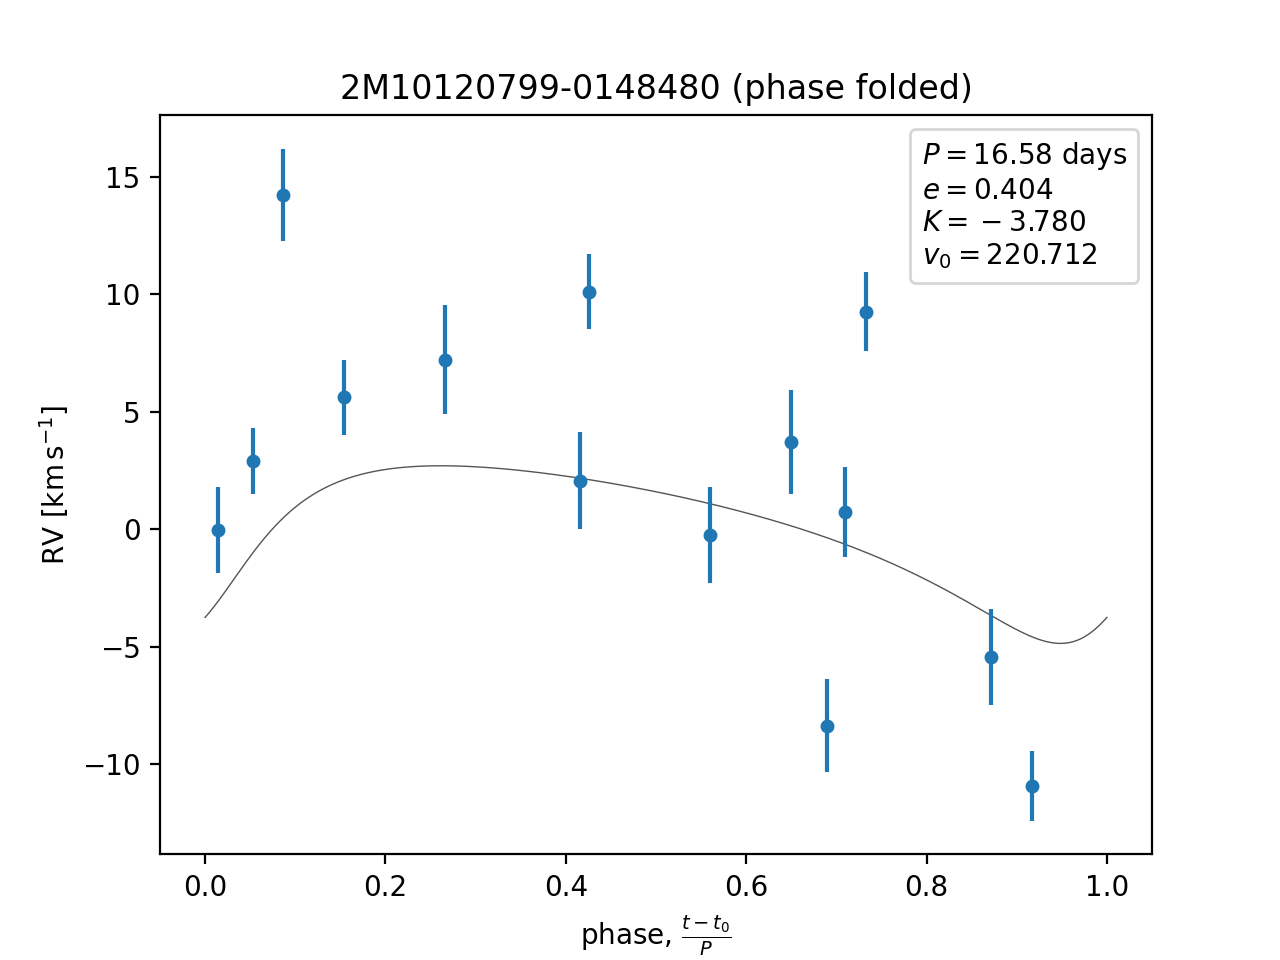 2M10120799-0148480 (phase folded)
P = 16.58 days
e = 0.404
K = −3.780
v₀ = 220.712
RV [km s⁻¹]
15
10
5
0
−5
−10
0.0 0.2 0.4 0.6 0.8 1.0
phase, (t − t₀)/P